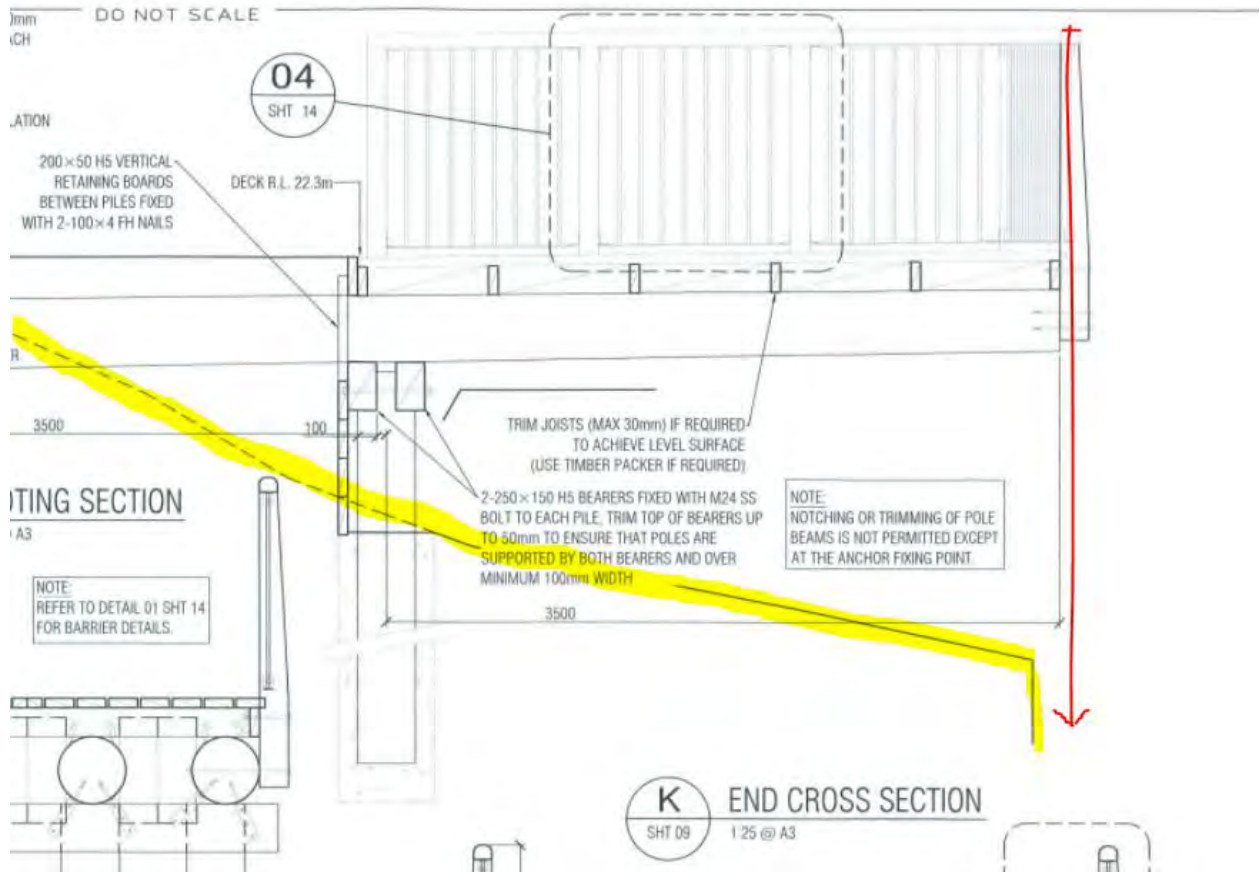 DO NOT SCALE
0mm
ACH
04
SHT 14
200×50 H5 VERTICAL
RETAINING BOARDS
BETWEEN PILES FIXED
WITH 2-100×4 FH NAILS
DECK R.L. 22.3m
3500
100
TRIM JOISTS (MAX 30mm) IF REQUIRED
TO ACHIEVE LEVEL SURFACE
(USE TIMBER PACKER IF REQUIRED)
2-250×150 H5 BEARERS FIXED WITH M24 SS
BOLT TO EACH PILE, TRIM TOP OF BEARERS UP
TO 50mm TO ENSURE THAT POLES ARE
SUPPORTED BY BOTH BEARERS AND OVER
MINIMUM 100mm WIDTH
NOTE:
NOTCHING OR TRIMMING OF POLE
BEAMS IS NOT PERMITTED EXCEPT
AT THE ANCHOR FIXING POINT.
3500
OTING SECTION
A3
NOTE:
REFER TO DETAIL 01 SHT 14
FOR BARRIER DETAILS.
K
SHT 09
END CROSS SECTION
1:25 @ A3